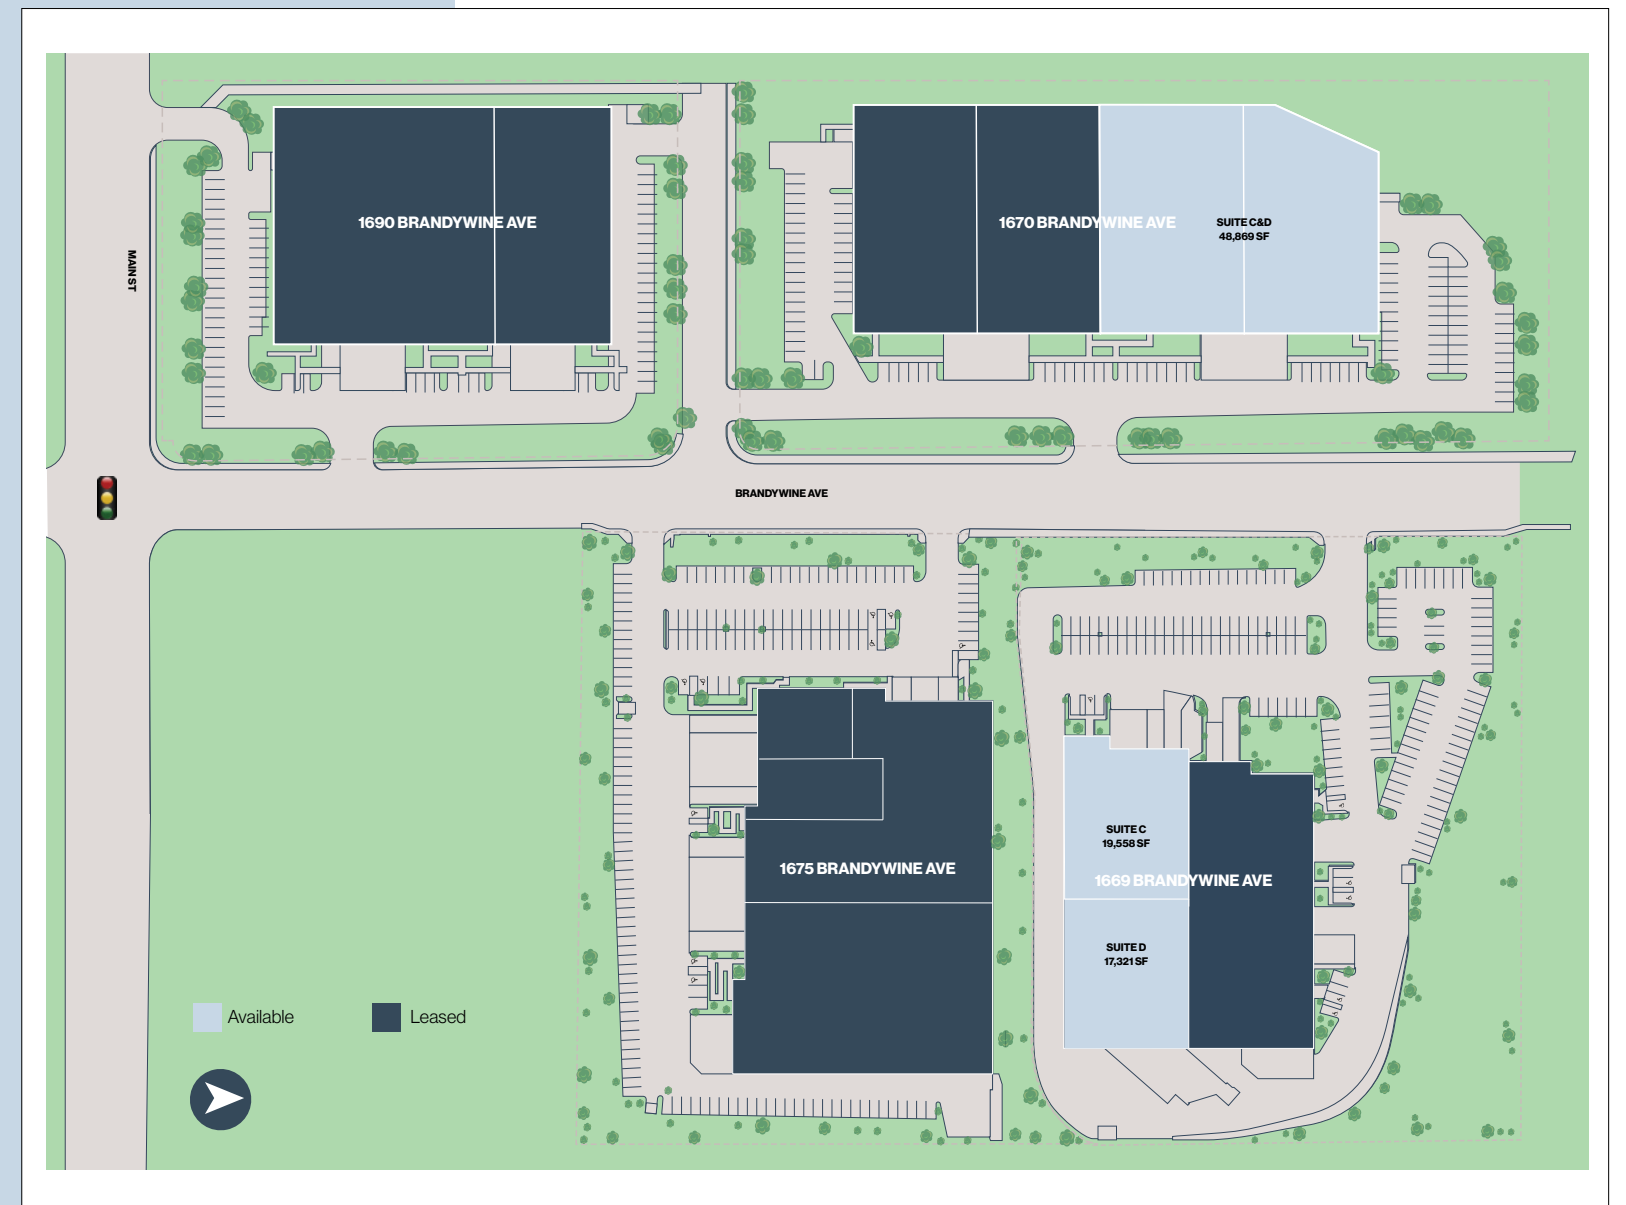 1690 BRANDYWINE AVE
1670 BRANDYWINE AVE
SUITE C&D
48,869 SF
MAIN ST
BRANDYWINE AVE
1675 BRANDYWINE AVE
SUITE C
19,558 SF
1669 BRANDYWINE AVE
SUITE D
17,321 SF
Available
Leased